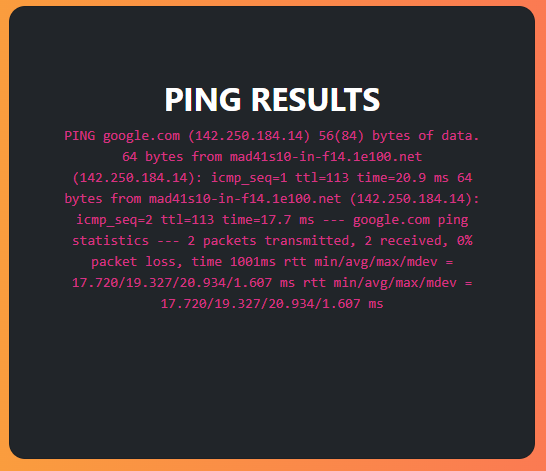 PING RESULTS
PING google.com (142.250.184.14) 56(84) bytes of data.
64 bytes from mad41s10-in-f14.1e100.net
(142.250.184.14): icmp_seq=1 ttl=113 time=20.9 ms 64
bytes from mad41s10-in-f14.1e100.net (142.250.184.14):
icmp_seq=2 ttl=113 time=17.7 ms --- google.com ping
statistics --- 2 packets transmitted, 2 received, 0%
packet loss, time 1001ms rtt min/avg/max/mdev =
17.720/19.327/20.934/1.607 ms rtt min/avg/max/mdev =
17.720/19.327/20.934/1.607 ms